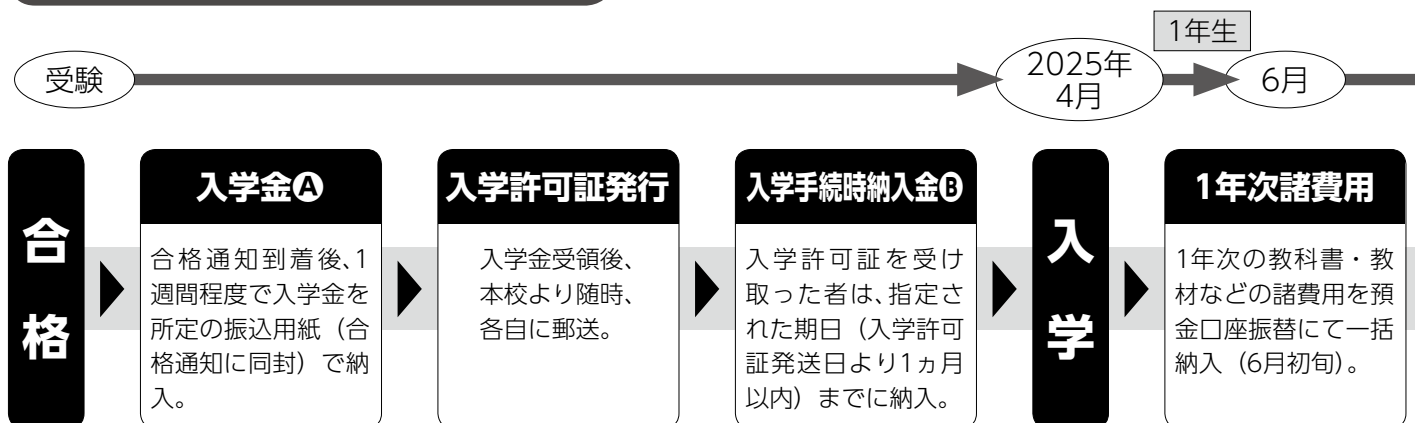 1年生
受験
2025年
4月
6月
合格
入学金Ⓐ
合格通知到着後、1
週間程度で入学金を
所定の振込用紙（合
格通知に同封）で納
入。
入学許可証発行
入学金受領後、
本校より随時、
各自に郵送。
入学手続時納入金Ⓑ
入学許可証を受け
取った者は、指定さ
れた期日（入学許可
証発送日より1ヵ月
以内）までに納入。
入学
1年次諸費用
1年次の教科書・教
材などの諸費用を預
金口座振替にて一括
納入（6月初旬）。